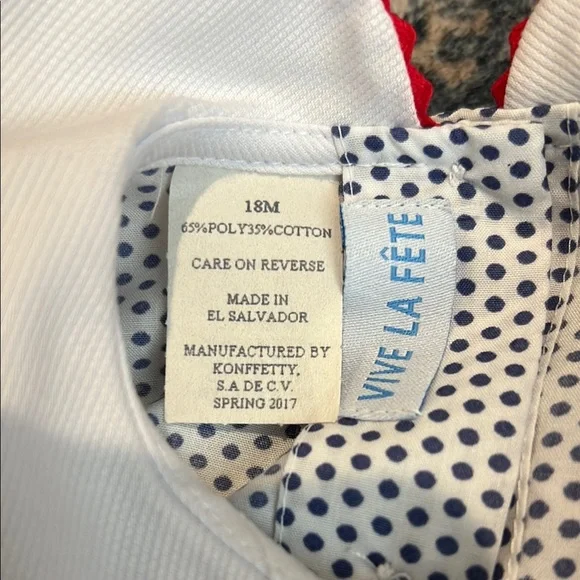 18M
65%POLY35%COTTON
CARE ON REVERSE
MADE IN
EL SALVADOR
MANUFACTURED BY
KONFFETTY,
S.A DE C.V.
SPRING 2017
VIVE LA FÊTE